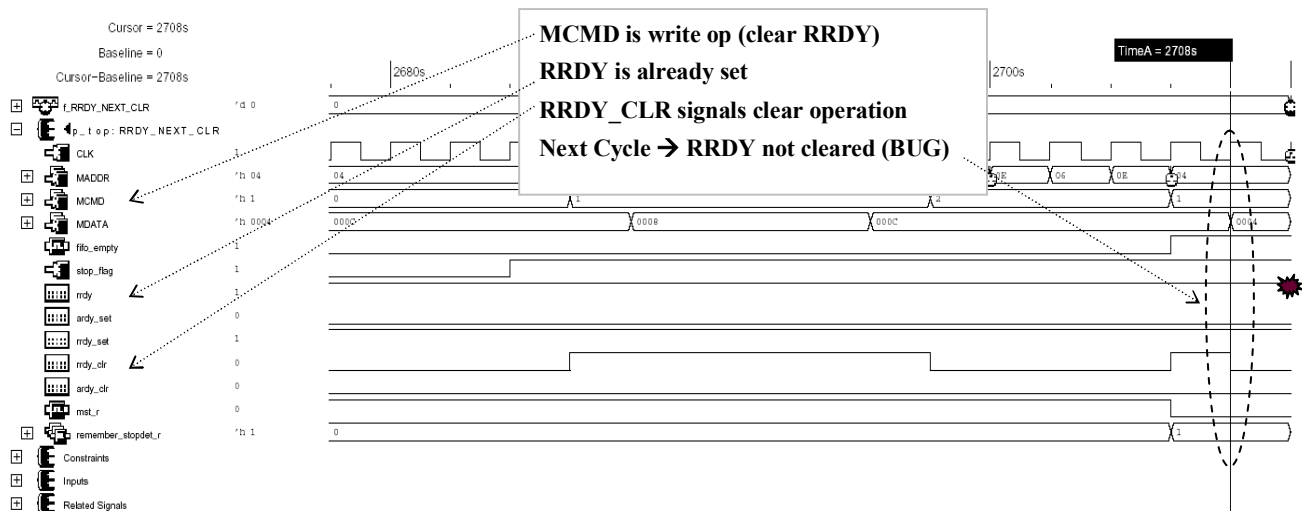 Cursor = 2708s
Baseline = 0
Cursor-Baseline = 2708s
MCMD is write op (clear RRDY)
RRDY is already set
RRDY_CLR signals clear operation
Next Cycle → RRDY not cleared (BUG)
TimeA = 2708s
2680s 2700s
f_RRDY_NEXT_CLR 'd 0 0
p_top: RRDY_NEXT_CLR
CLK 1
MADDR 'h 04 04 0E 06 0E 04
MCMD 'h 1 0 1 2 1
MDATA 'h 0004 000C 0008 000C 0004
fifo_empty 1
stop_flag 1
rrdy 1
ardy_set 0
rrdy_set 1
rrdy_clr 0
ardy_clr 0
mst_r 0
remember_stopdet_r 'h 1 0 1
Constraints
Inputs
Related Signals